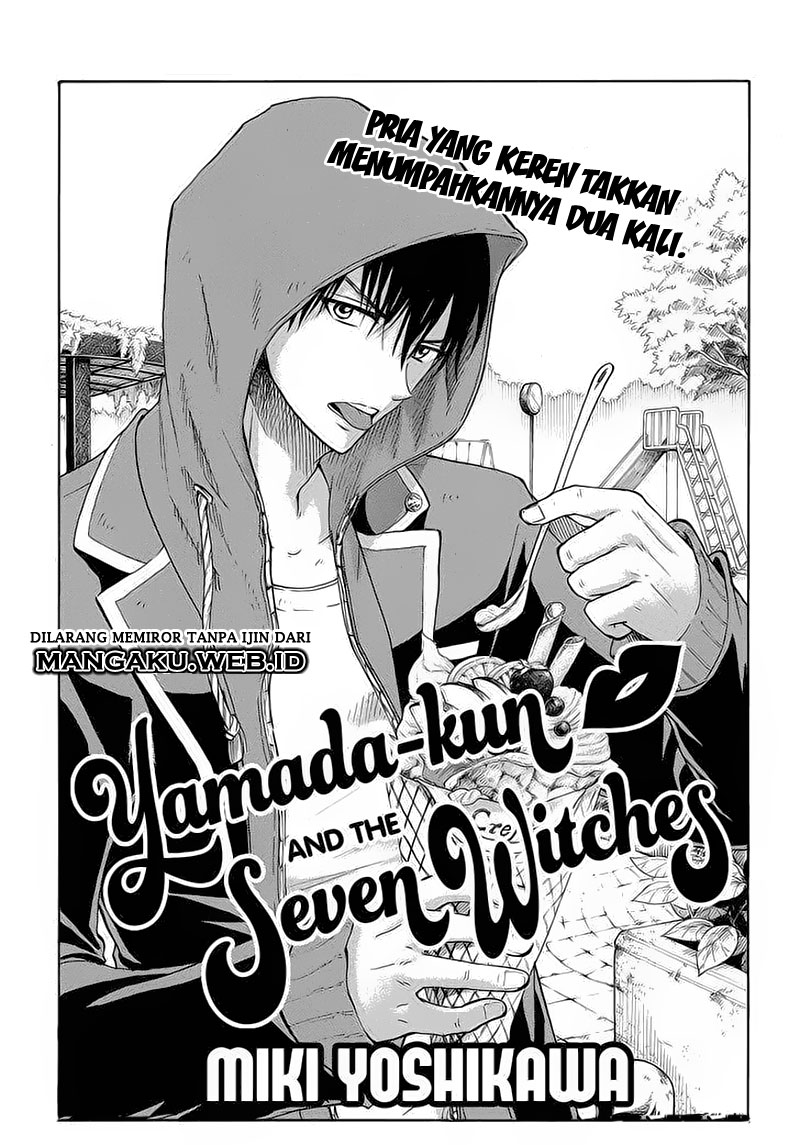 PRIA YANG KEREN TAKKAN
MENUMPAHKANNYA DUA KALI.
DILARANG MEMIROR TANPA IJIN DARI
MANGAKU.WEB.ID
Yamada-kun
AND THE
Seven Witches
MIKI YOSHIKAWA